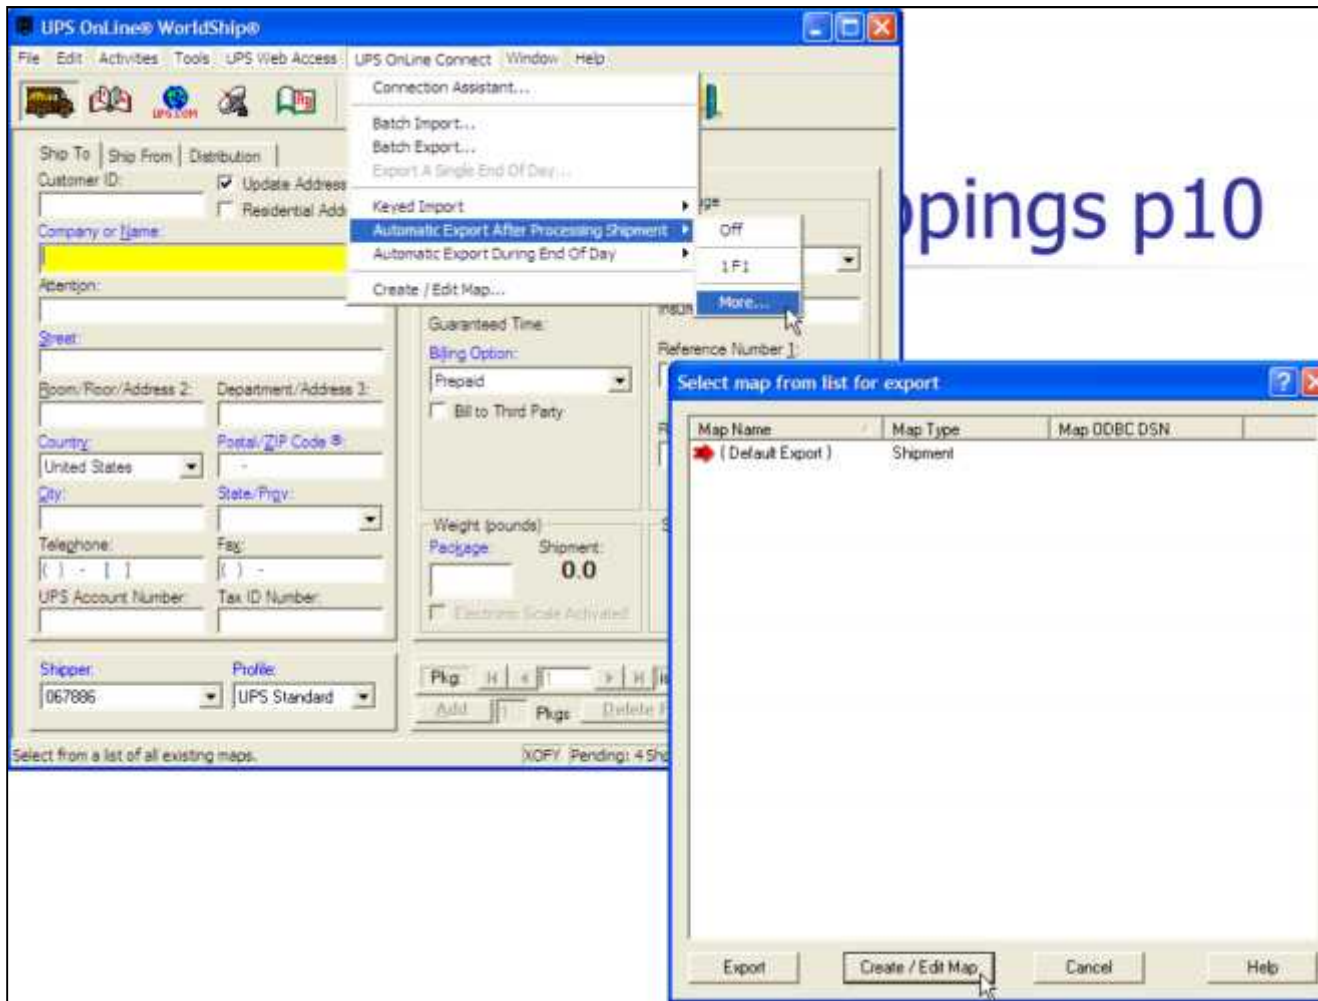 UPS OnLine® WorldShip®
File Edit Activities Tools UPS Web Access UPS OnLine Connect Window Help
UPS.COM
Connection Assistant...
Batch Import...
Batch Export...
Export A Single End Of Day...
Keyed Import
Automatic Export After Processing Shipment
Automatic Export During End Of Day
Create / Edit Map...
Off
1 F1
More...
ppings p10
Ship To Ship From Distribution
Customer ID: Update Address
Residential Add
Company or Name:
Attention:
Street:
Room/Floor/Address 2: Department/Address 3:
Country: Postal/ZIP Code ®:
United States -
City: State/Prov:
Telephone: Fax:
( ) - [ ] ( ) -
UPS Account Number: Tax ID Number:
Shipper: Profile:
067886 UPS Standard
Guaranteed Time:
Billing Option:
Prepaid
Bill to Third Party
Reference Number 1:
Weight (pounds)
Package: Shipment:
0.0
Electronic Scale Activated
Pkg 1
Add 1 Pkgs
Select from a list of all existing maps. XOFY Pending: 4 Sh
Select map from list for export
Map Name Map Type Map ODBC DSN
( Default Export ) Shipment
Export Create / Edit Map Cancel Help